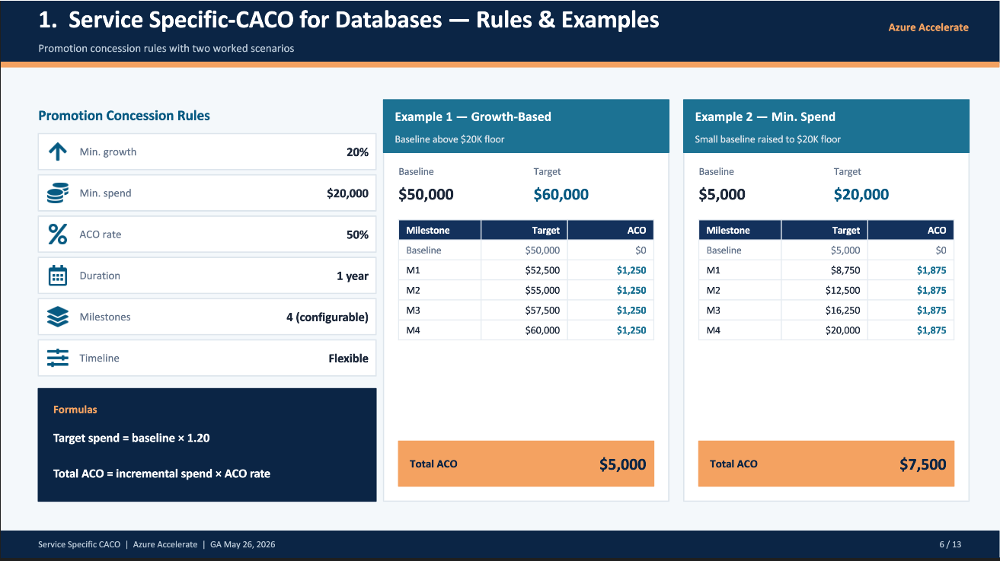 1. Service Specific-CACO for Databases — Rules & Examples
Azure Accelerate
Promotion concession rules with two worked scenarios
Promotion Concession Rules
Min. growth 20%
Min. spend $20,000
ACO rate 50%
Duration 1 year
Milestones 4 (configurable)
Timeline Flexible
Formulas
Target spend = baseline × 1.20
Total ACO = incremental spend × ACO rate
Example 1 — Growth-Based
Baseline above $20K floor
Baseline Target
$50,000 $60,000
Milestone Target ACO
Baseline $50,000 $0
M1 $52,500 $1,250
M2 $55,000 $1,250
M3 $57,500 $1,250
M4 $60,000 $1,250
Total ACO $5,000
Example 2 — Min. Spend
Small baseline raised to $20K floor
Baseline Target
$5,000 $20,000
Milestone Target ACO
Baseline $5,000 $0
M1 $8,750 $1,875
M2 $12,500 $1,875
M3 $16,250 $1,875
M4 $20,000 $1,875
Total ACO $7,500
Service Specific CACO | Azure Accelerate | GA May 26, 2026
6 / 13